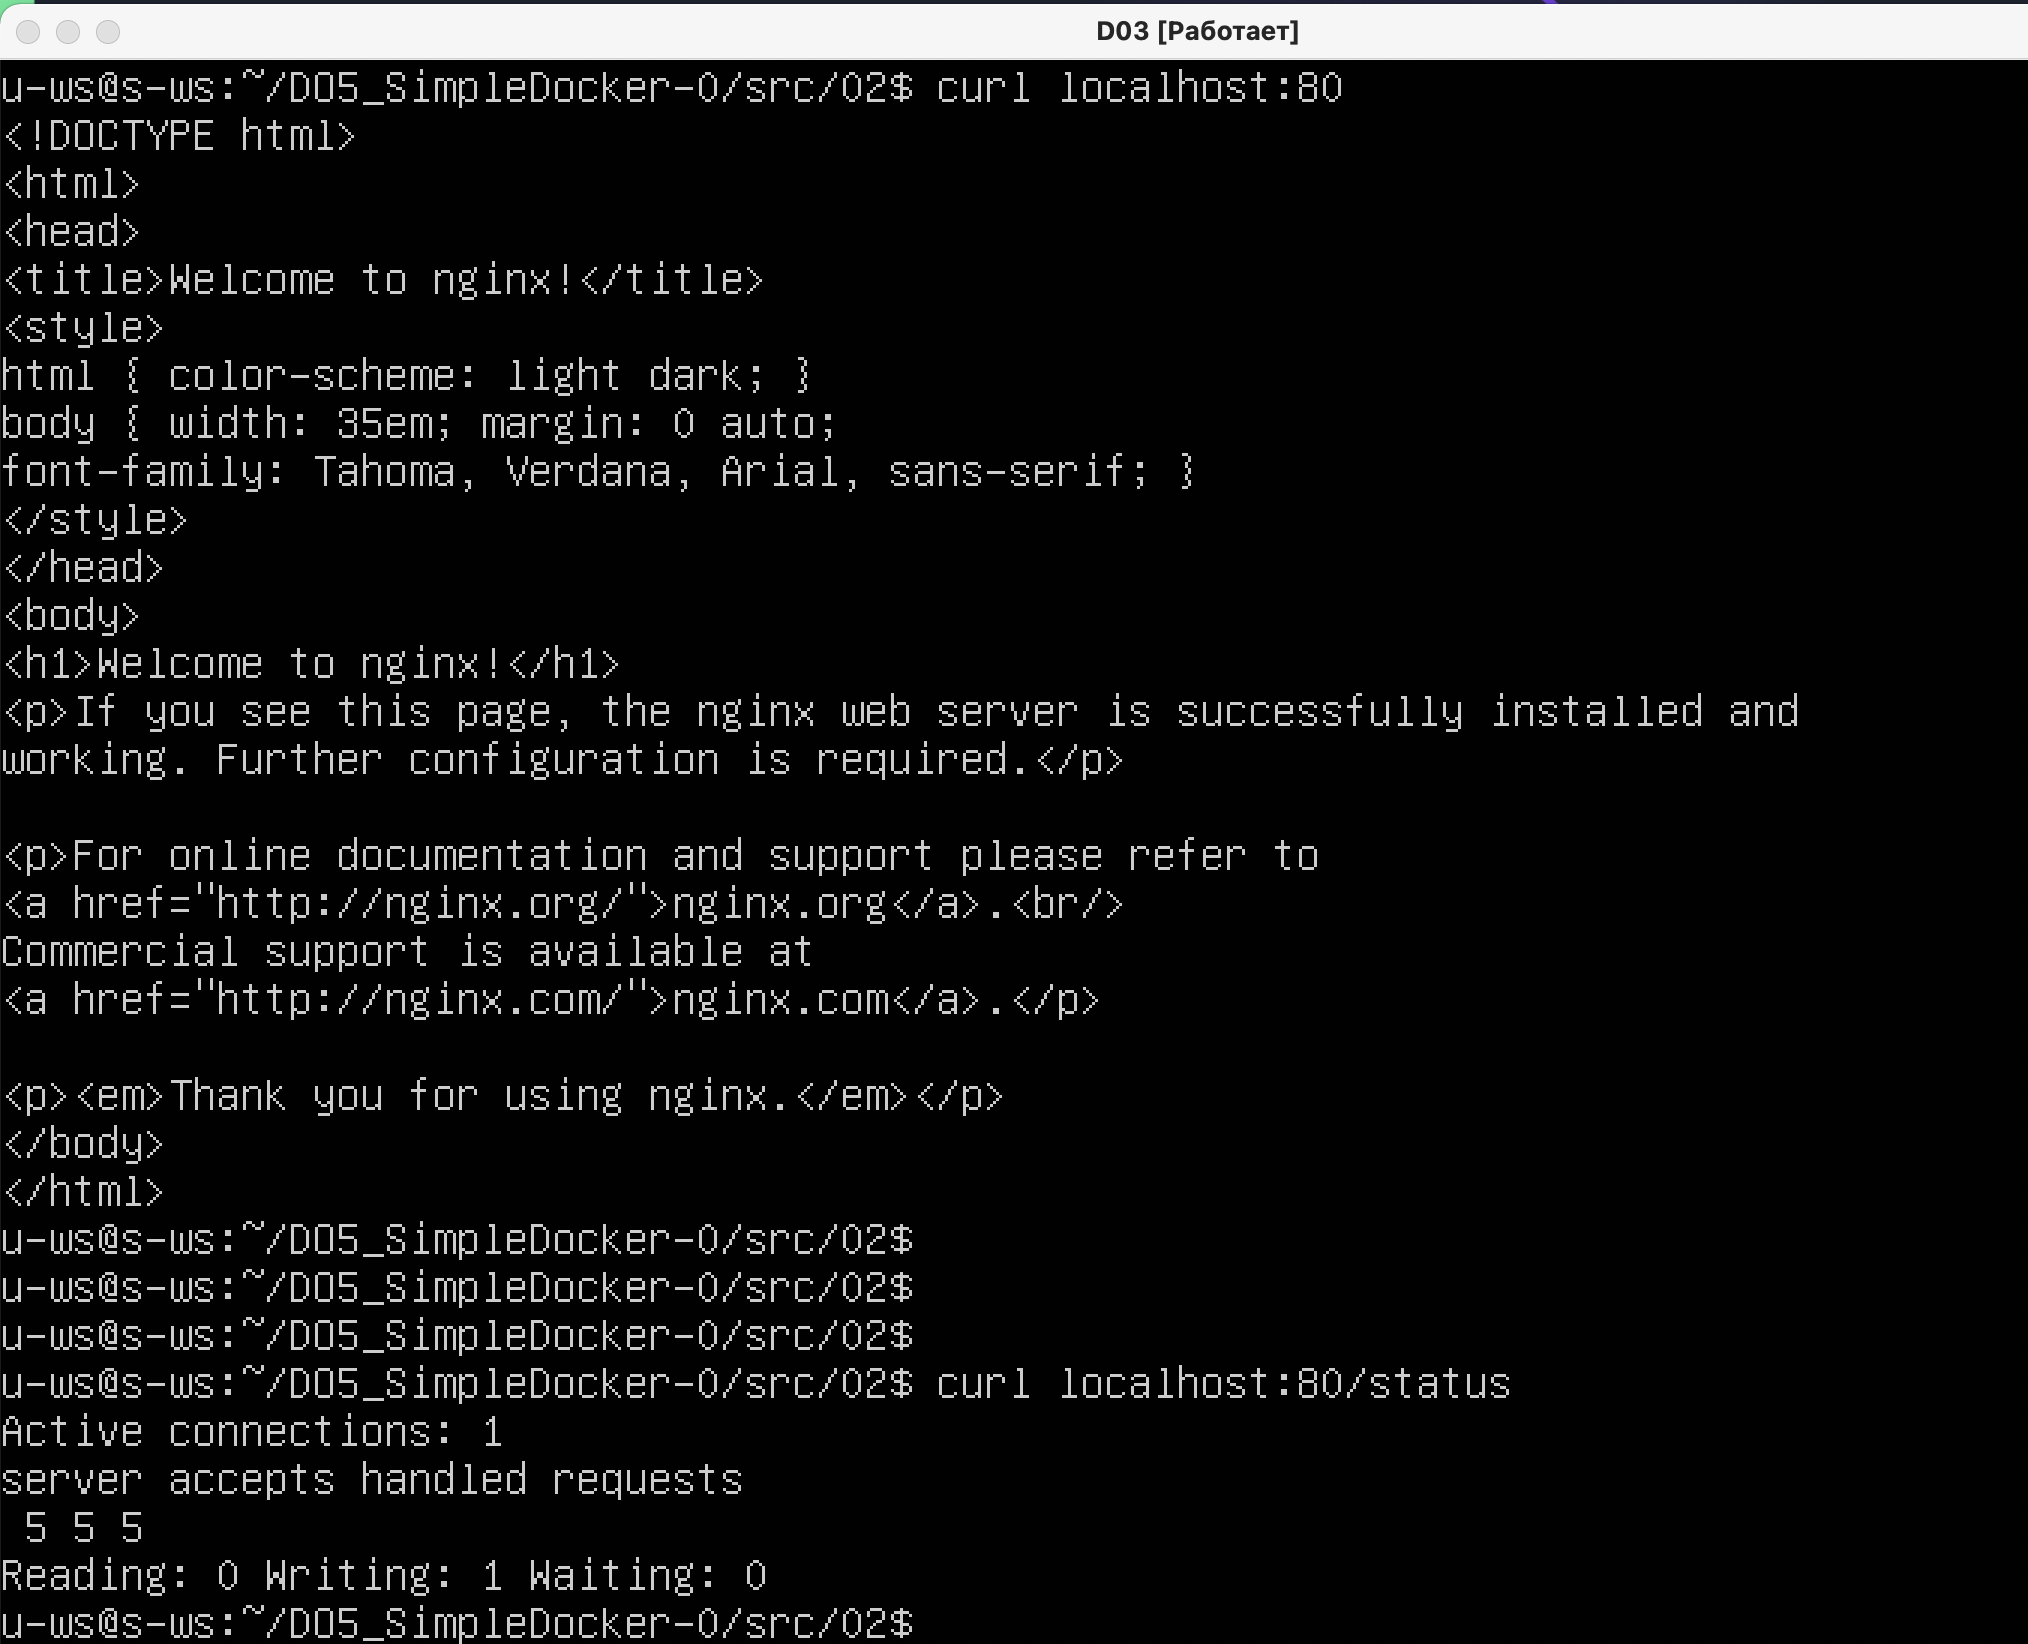 D03 [Работает]
u-ws@s-ws:~/DO5_SimpleDocker-0/src/02$ curl localhost:80
<!DOCTYPE html>
<html>
<head>
<title>Welcome to nginx!</title>
<style>
html { color-scheme: light dark; }
body { width: 35em; margin: 0 auto;
font-family: Tahoma, Verdana, Arial, sans-serif; }
</style>
</head>
<body>
<h1>Welcome to nginx!</h1>
<p>If you see this page, the nginx web server is successfully installed and
working. Further configuration is required.</p>

<p>For online documentation and support please refer to
<a href="http://nginx.org/">nginx.org</a>.<br/>
Commercial support is available at
<a href="http://nginx.com/">nginx.com</a>.</p>

<p><em>Thank you for using nginx.</em></p>
</body>
</html>
u-ws@s-ws:~/DO5_SimpleDocker-0/src/02$
u-ws@s-ws:~/DO5_SimpleDocker-0/src/02$
u-ws@s-ws:~/DO5_SimpleDocker-0/src/02$
u-ws@s-ws:~/DO5_SimpleDocker-0/src/02$ curl localhost:80/status
Active connections: 1
server accepts handled requests
 5 5 5
Reading: 0 Writing: 1 Waiting: 0
u-ws@s-ws:~/DO5_SimpleDocker-0/src/02$